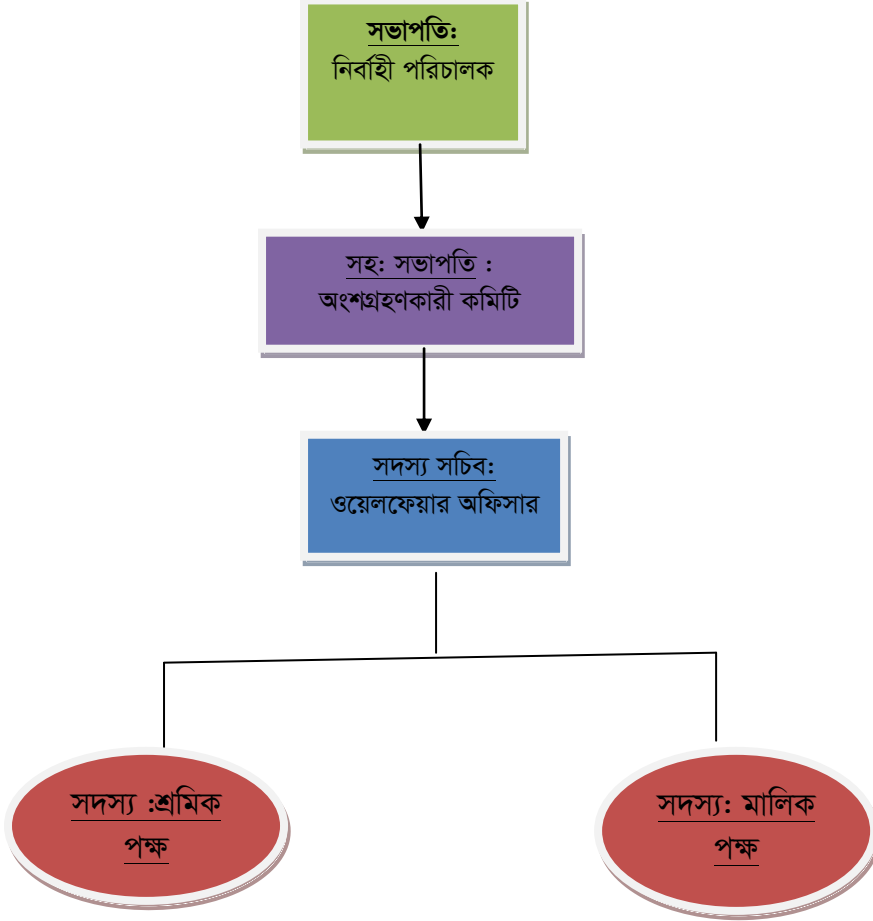 সভাপতি:
নির্বাহী পরিচালক
সহ: সভাপতি :
অংশগ্রহণকারী কমিটি
সদস্য সচিব:
ওয়েলফেয়ার অফিসার
সদস্য :শ্রমিক
পক্ষ
সদস্য: মালিক
পক্ষ